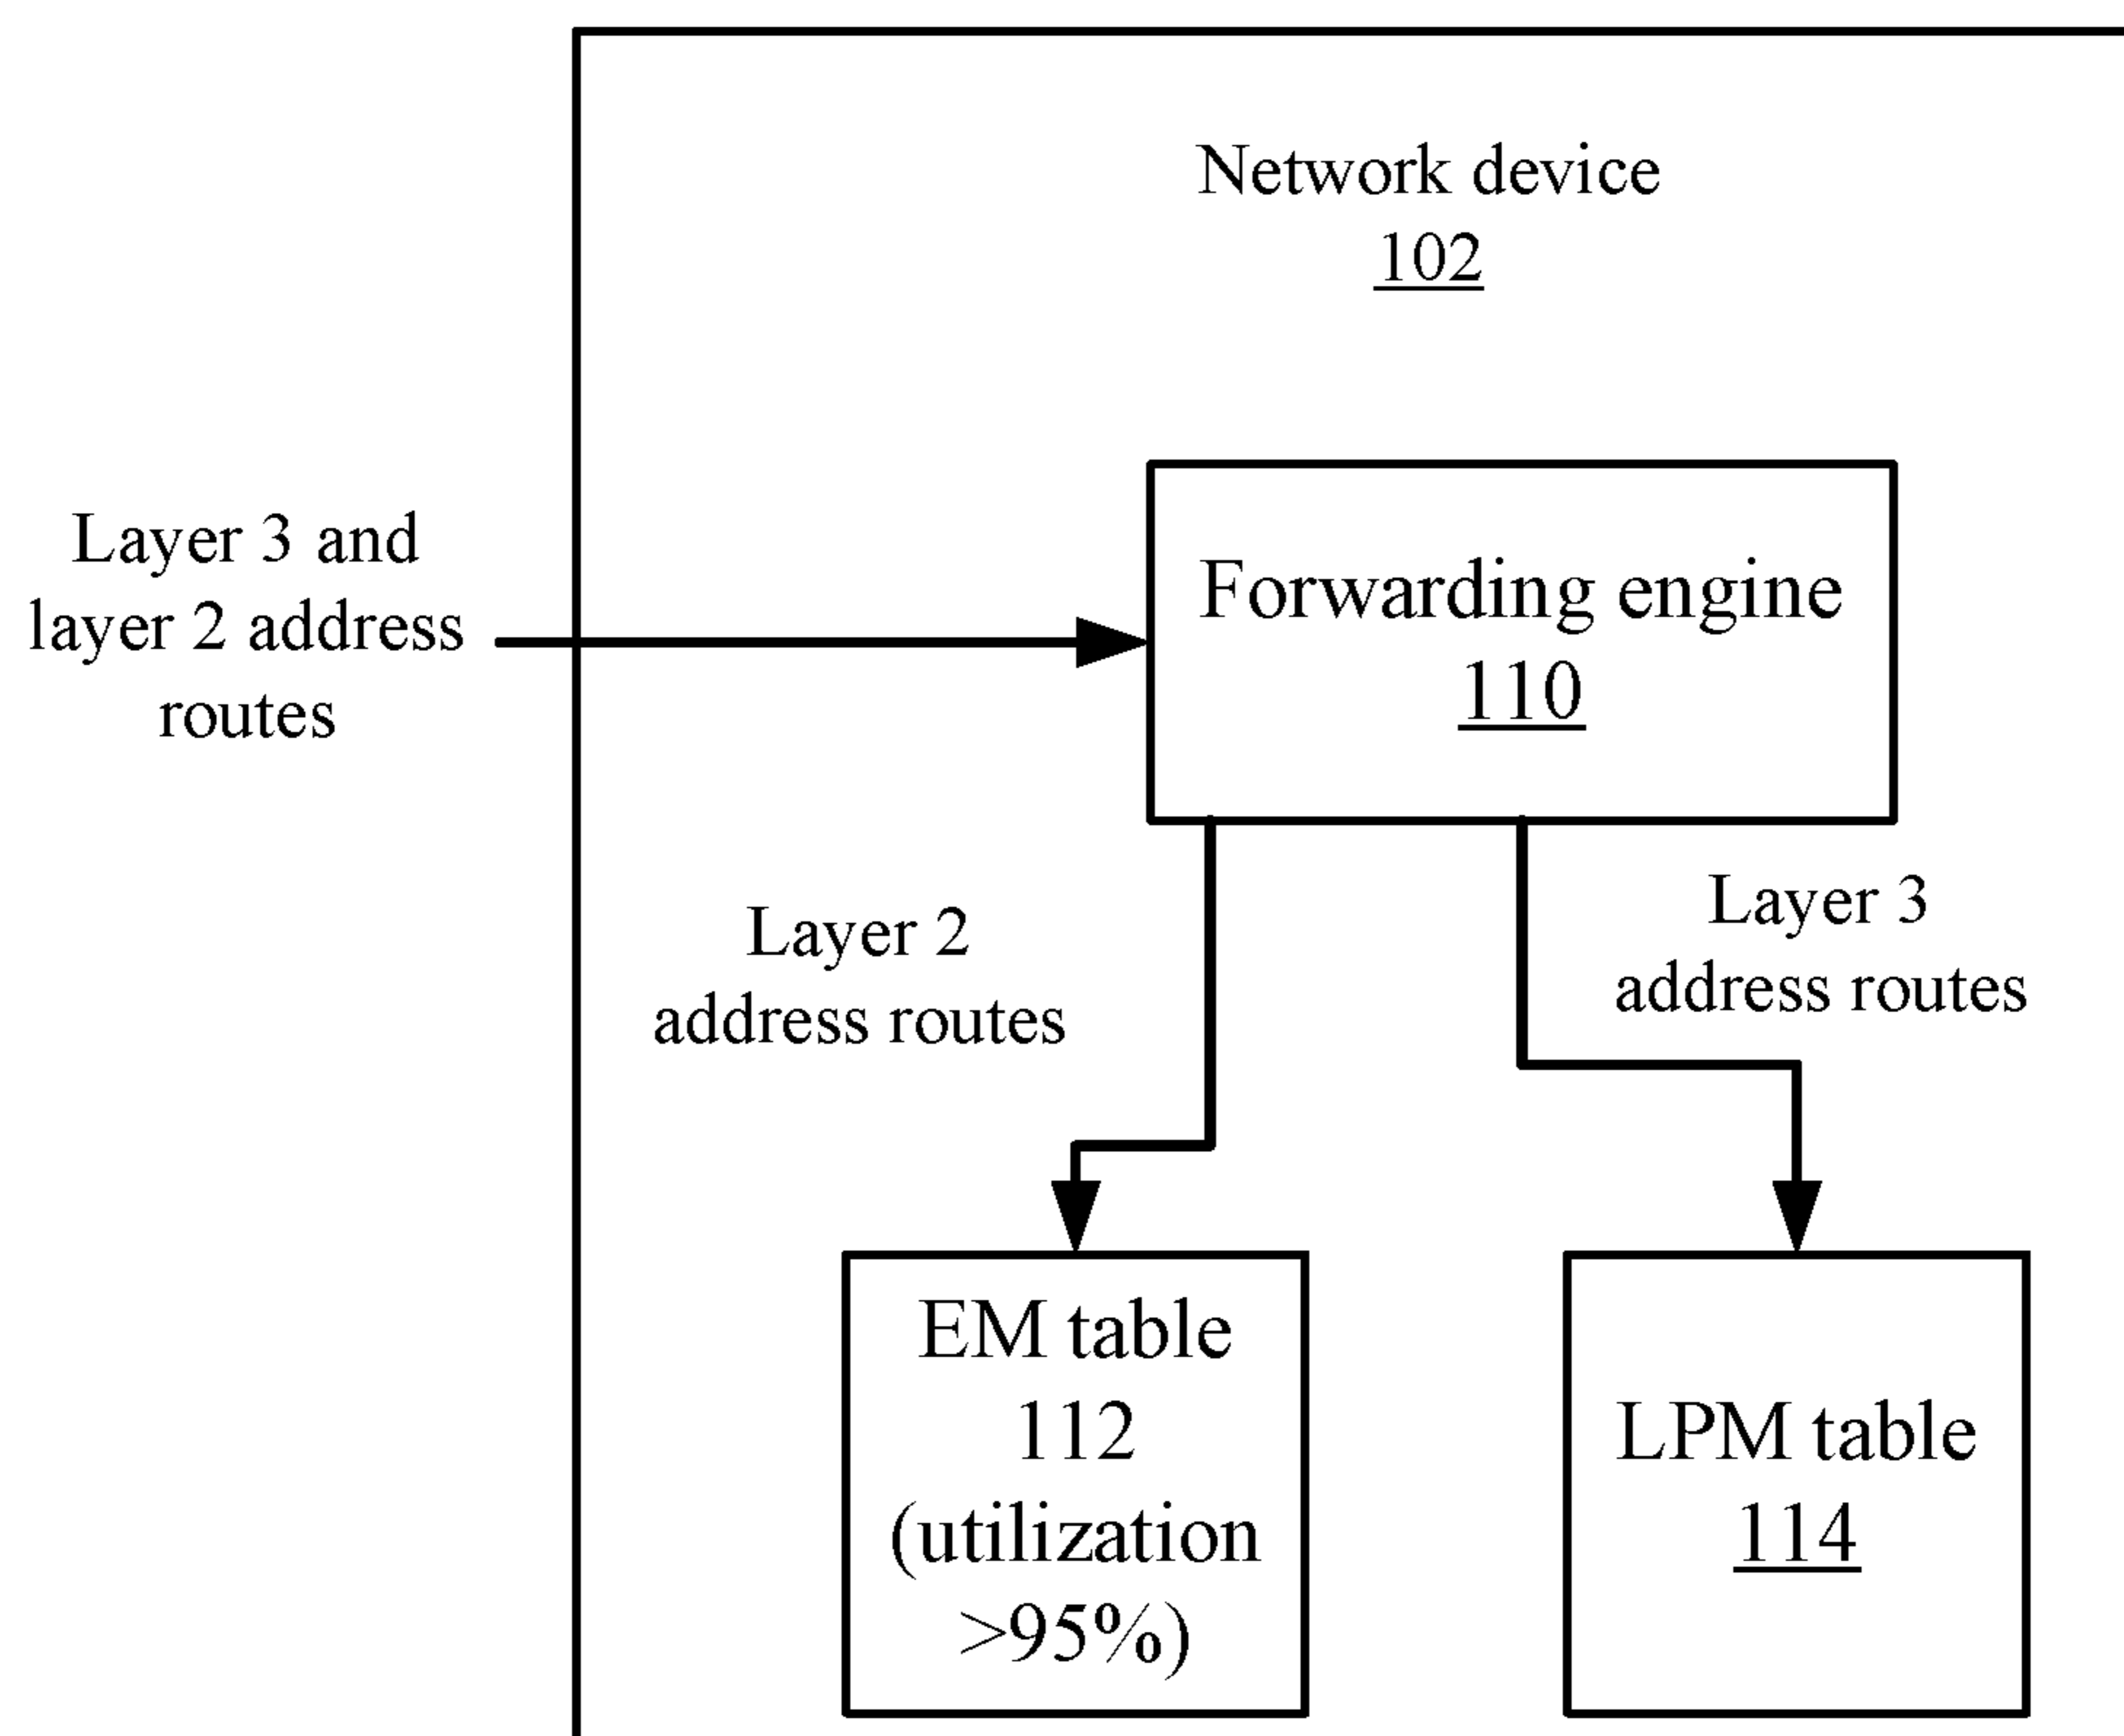 Network device
102
Layer 3 and
layer 2 address
routes
Forwarding engine
110
Layer 2
address routes
Layer 3
address routes
EM table
112
(utilization
>95%)
LPM table
114